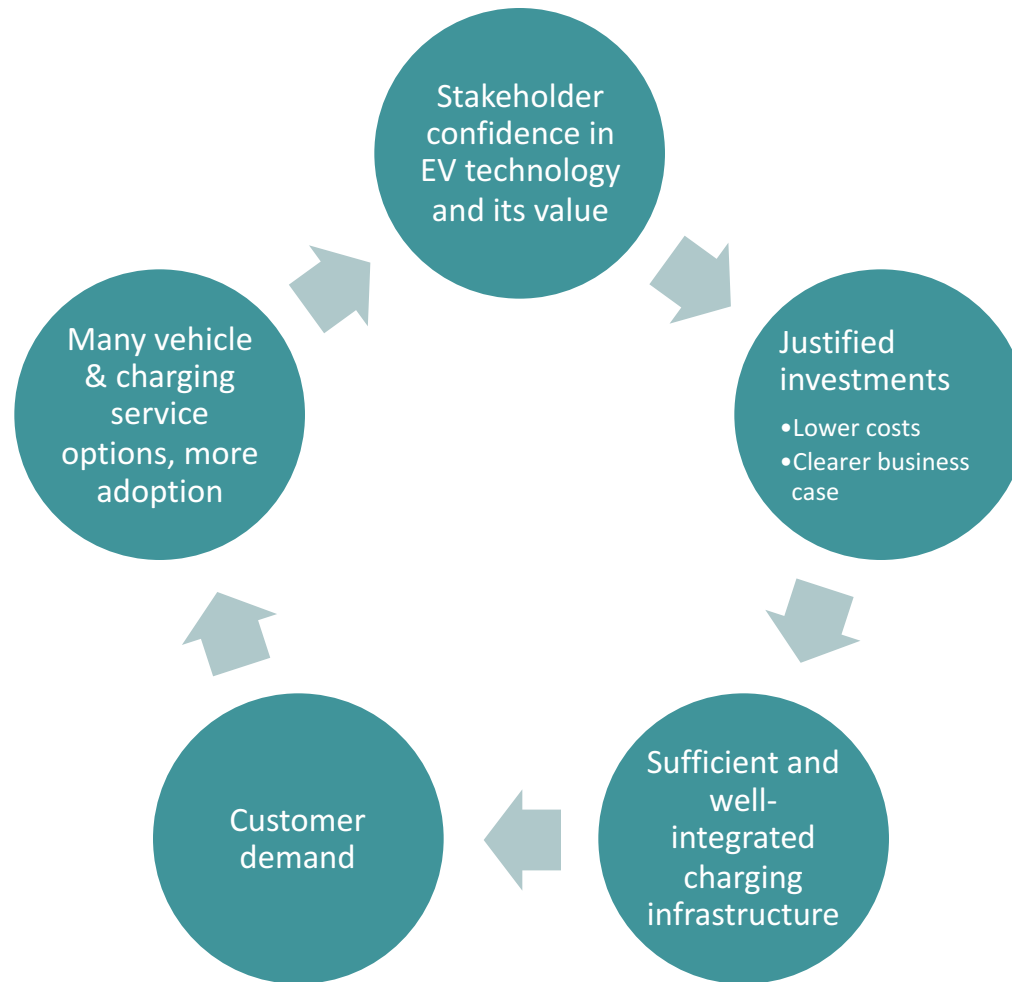 Stakeholder
confidence in
EV technology
and its value
Justified
investments
•Lower costs
•Clearer business
case
Sufficient and
well-
integrated
charging
infrastructure
Customer
demand
Many vehicle
& charging
service
options, more
adoption